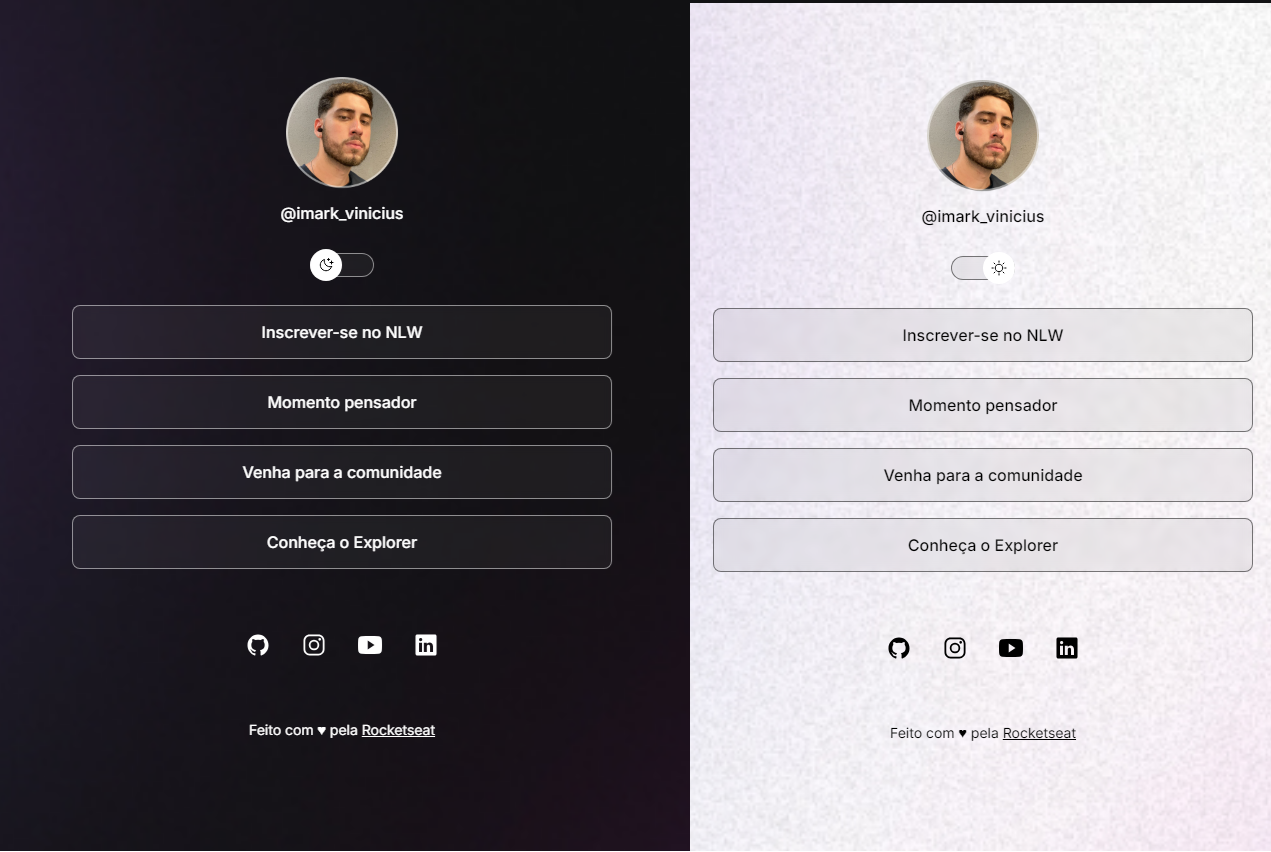 @imark_vinicius
Inscrever-se no NLW
Momento pensador
Venha para a comunidade
Conheça o Explorer
Feito com ♥ pela Rocketseat
@imark_vinicius
Inscrever-se no NLW
Momento pensador
Venha para a comunidade
Conheça o Explorer
Feito com ♥ pela Rocketseat